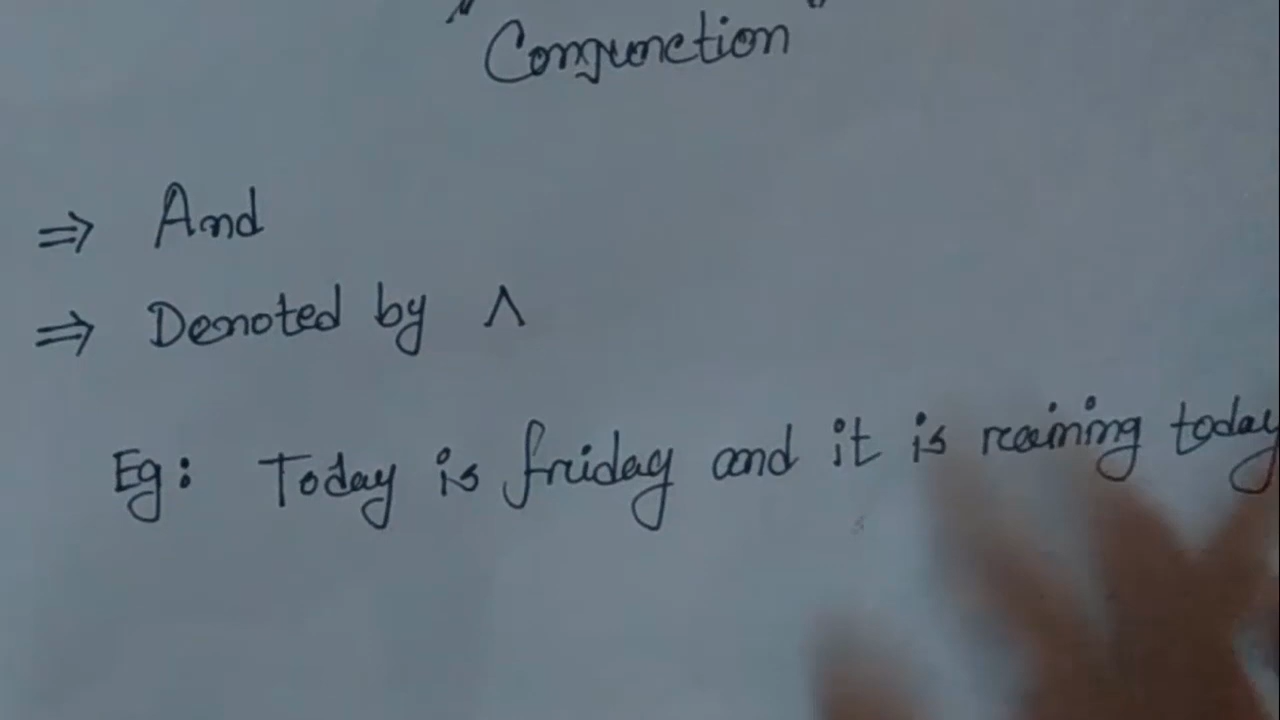 "Conjunction"
⇒ And
⇒ Denoted by ∧
Eg: Today is friday and it is raining today